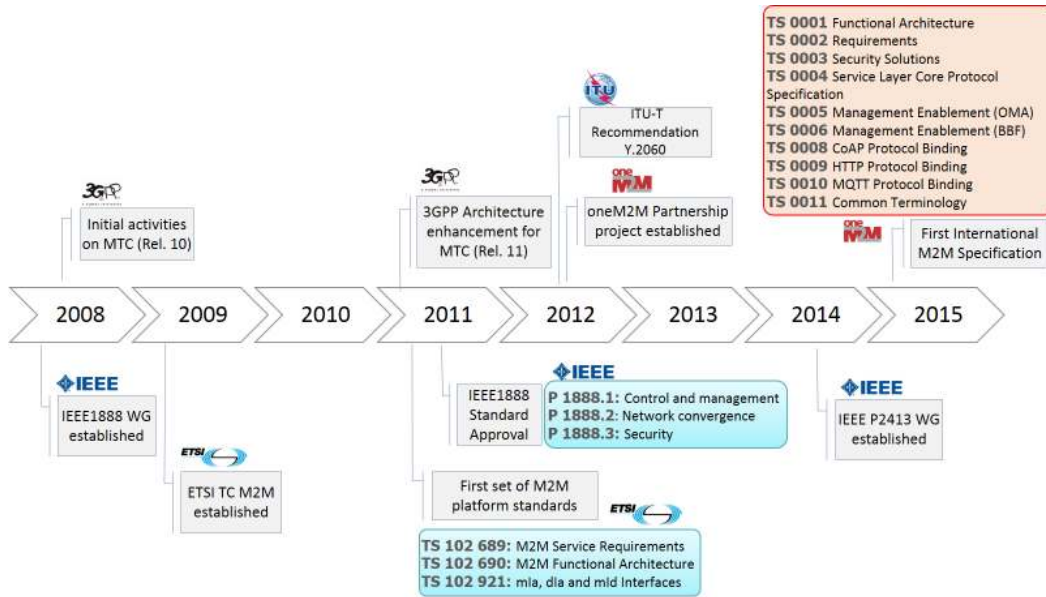 TS 0001 Functional Architecture
TS 0002 Requirements
TS 0003 Security Solutions
TS 0004 Service Layer Core Protocol
Specification
TS 0005 Management Enablement (OMA)
TS 0006 Management Enablement (BBF)
TS 0008 CoAP Protocol Binding
TS 0009 HTTP Protocol Binding
TS 0010 MQTT Protocol Binding
TS 0011 Common Terminology
ITU
ITU-T
Recommendation
Y.2060
3GPP
Initial activities
on MTC (Rel. 10)
3GPP
3GPP Architecture
enhancement for
MTC (Rel. 11)
one
M2M
oneM2M Partnership
project established
one
M2M
First International
M2M Specification
2008
2009
2010
2011
2012
2013
2014
2015
IEEE
IEEE1888 WG
established
ETSI
ETSI TC M2M
established
IEEE1888
Standard
Approval
IEEE
P 1888.1: Control and management
P 1888.2: Network convergence
P 1888.3: Security
IEEE
IEEE P2413 WG
established
First set of M2M
platform standards
ETSI
TS 102 689: M2M Service Requirements
TS 102 690: M2M Functional Architecture
TS 102 921: mIa, dIa and mId Interfaces